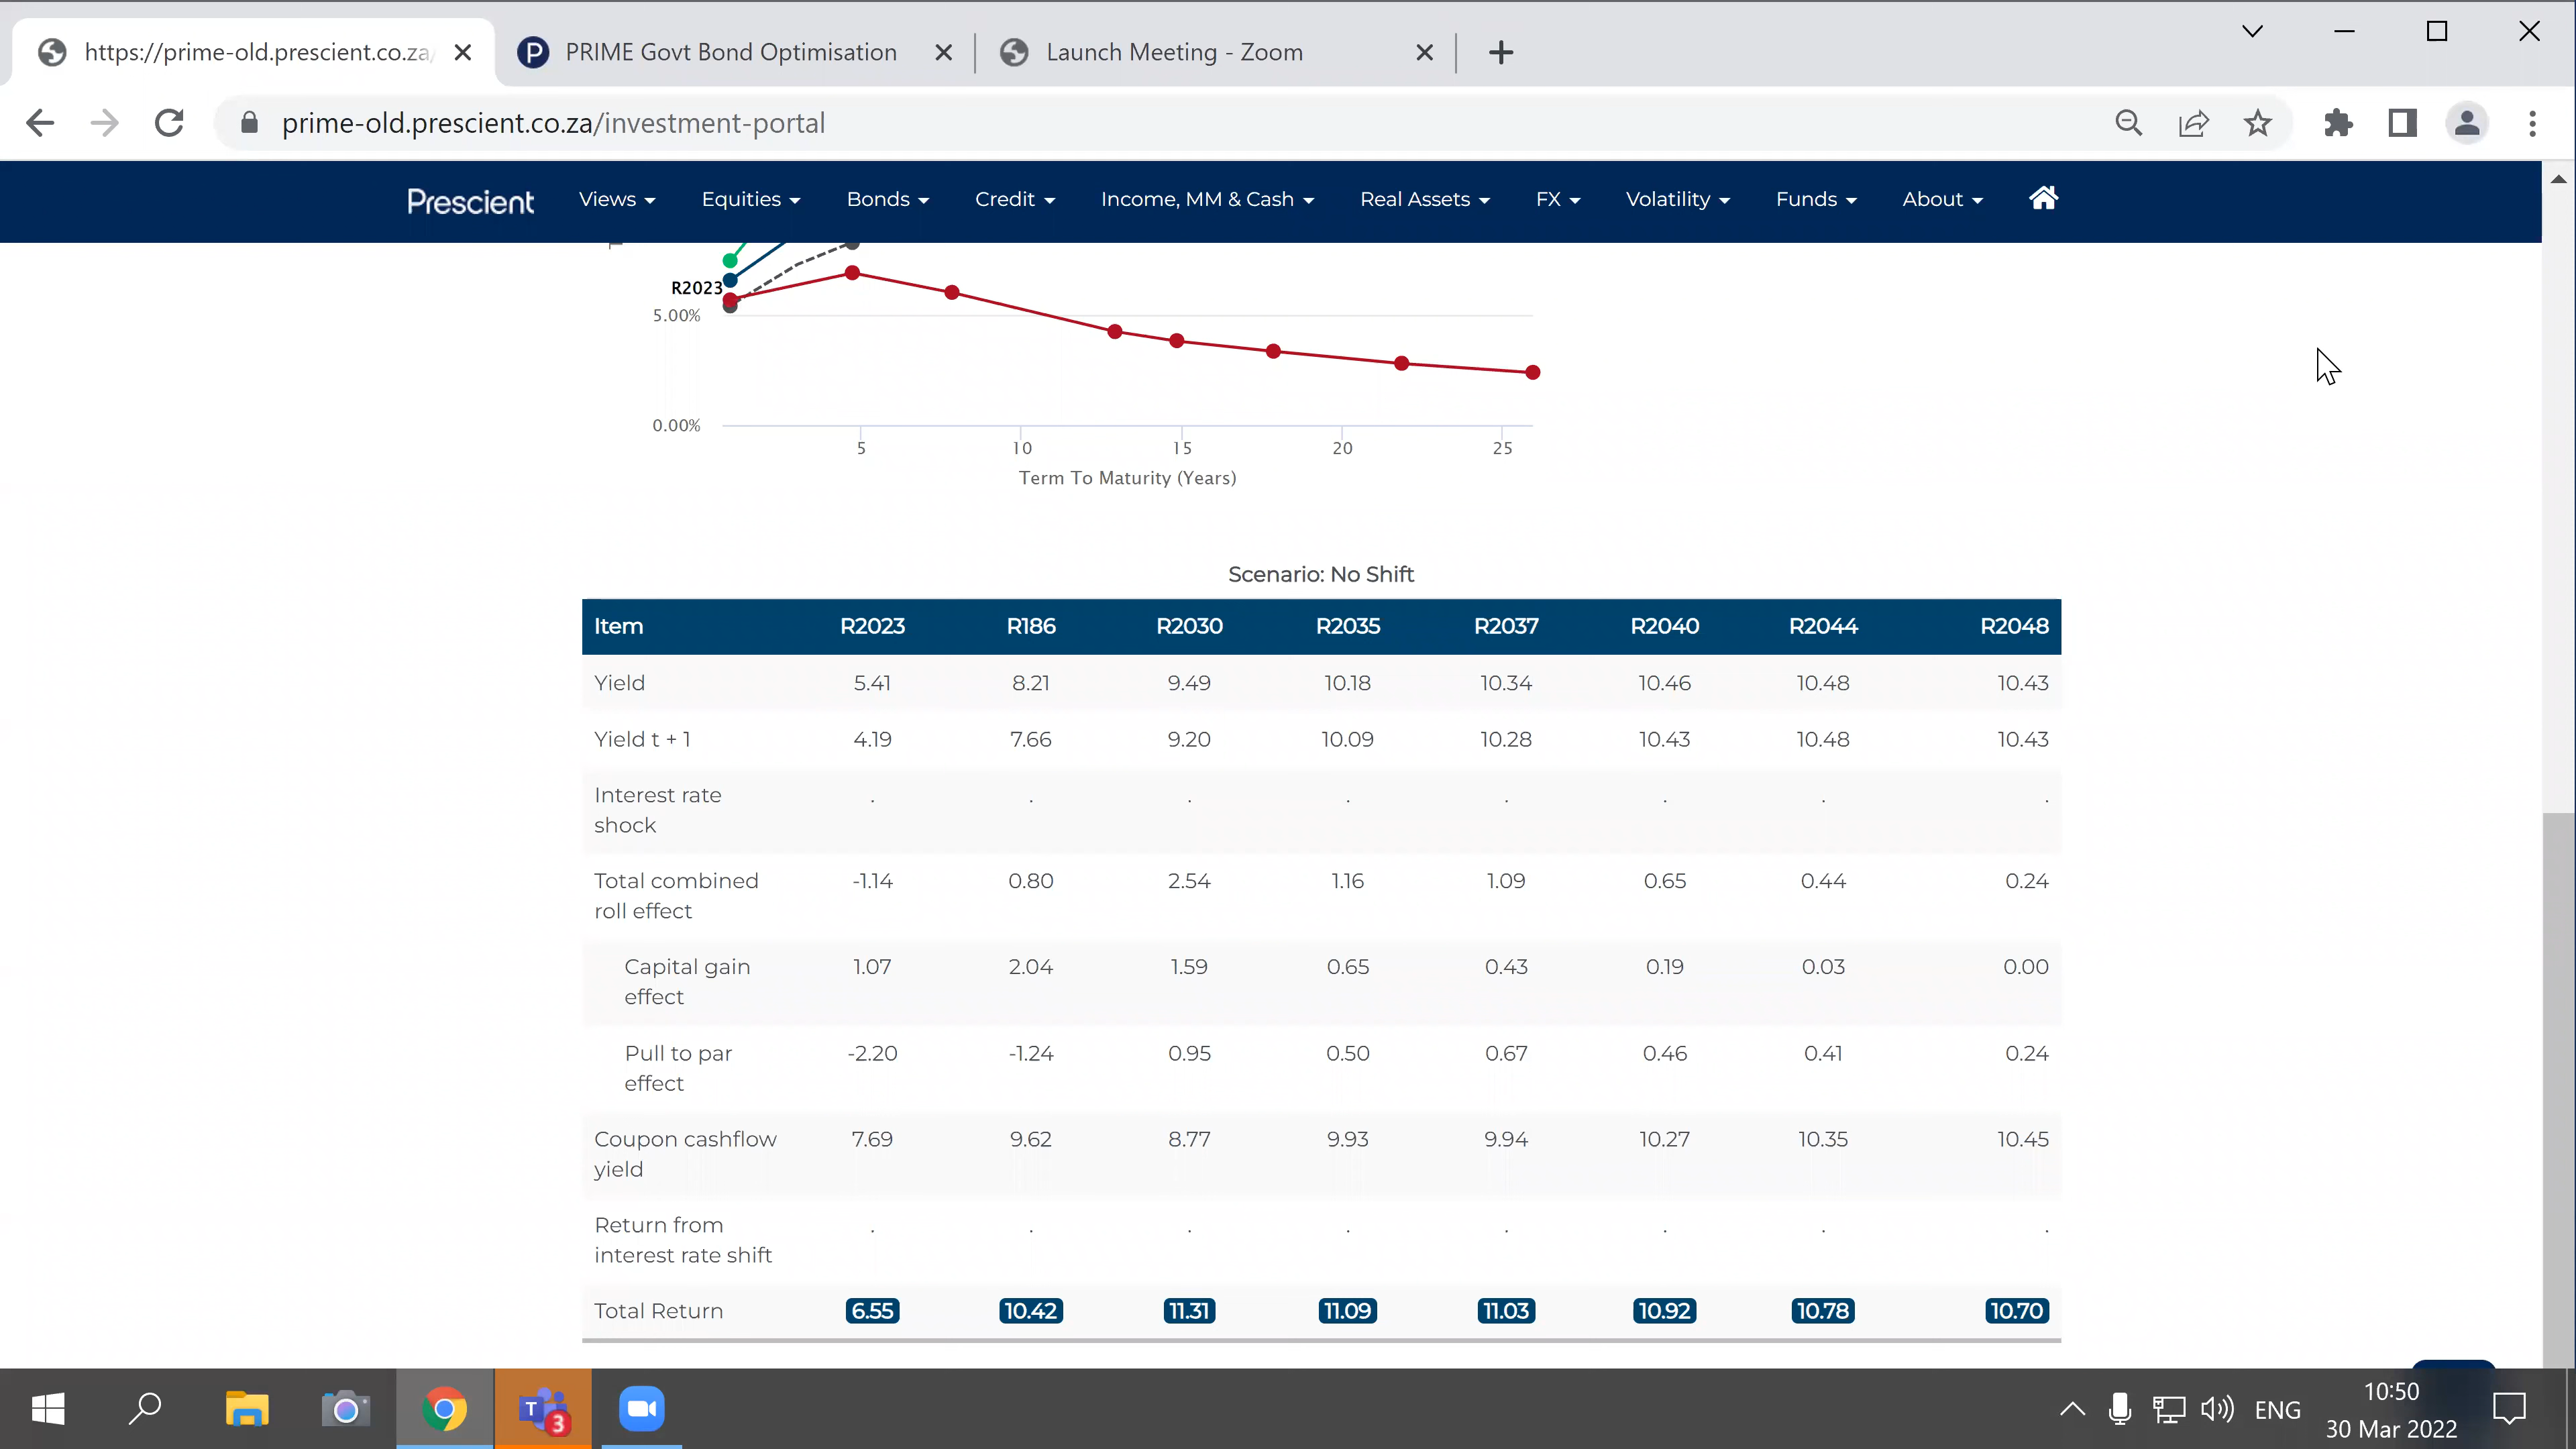 https://prime-old.prescient.co.za/
PRIME Govt Bond Optimisation
Launch Meeting - Zoom
prime-old.prescient.co.za/investment-portal
Prescient Views Equities Bonds Credit Income, MM & Cash Real Assets FX Volatility Funds About
R2023
5.00%
0.00%
5 10 15 20 25
Term To Maturity (Years)
Scenario: No Shift
Item R2023 R186 R2030 R2035 R2037 R2040 R2044 R2048
Yield 5.41 8.21 9.49 10.18 10.34 10.46 10.48 10.43
Yield t + 1 4.19 7.66 9.20 10.09 10.28 10.43 10.48 10.43
Interest rate . . . . . . . .
shock
Total combined -1.14 0.80 2.54 1.16 1.09 0.65 0.44 0.24
roll effect
Capital gain 1.07 2.04 1.59 0.65 0.43 0.19 0.03 0.00
effect
Pull to par -2.20 -1.24 0.95 0.50 0.67 0.46 0.41 0.24
effect
Coupon cashflow 7.69 9.62 8.77 9.93 9.94 10.27 10.35 10.45
yield
Return from . . . . . . . .
interest rate shift
Total Return 6.55 10.42 11.31 11.09 11.03 10.92 10.78 10.70
T 3
ENG
10:50
30 Mar 2022